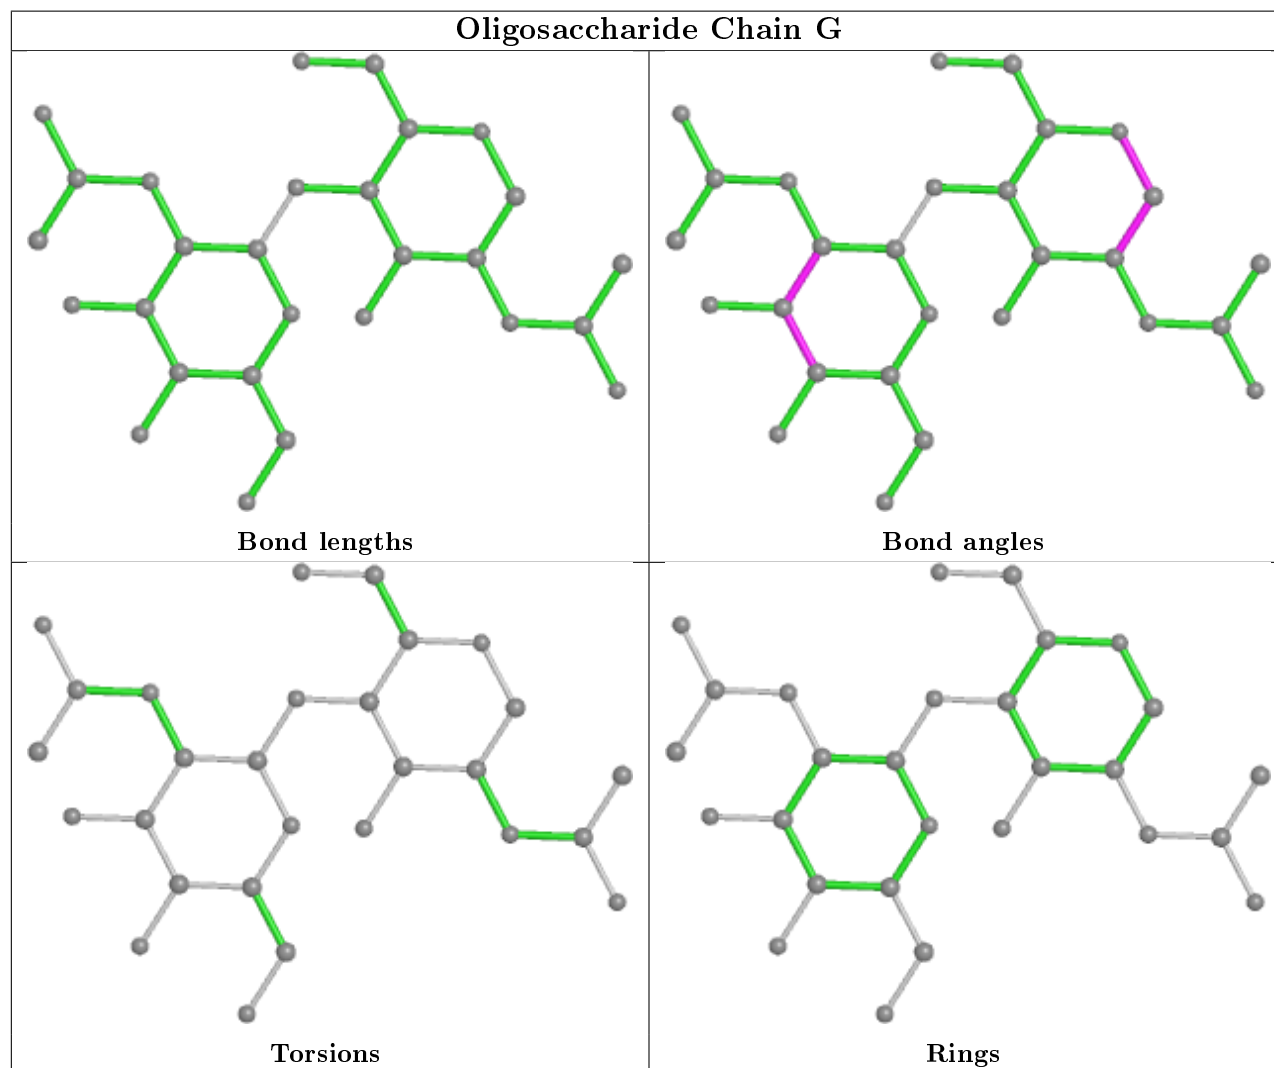 Oligosaccharide Chain G
Bond lengths
Bond angles
Torsions
Rings